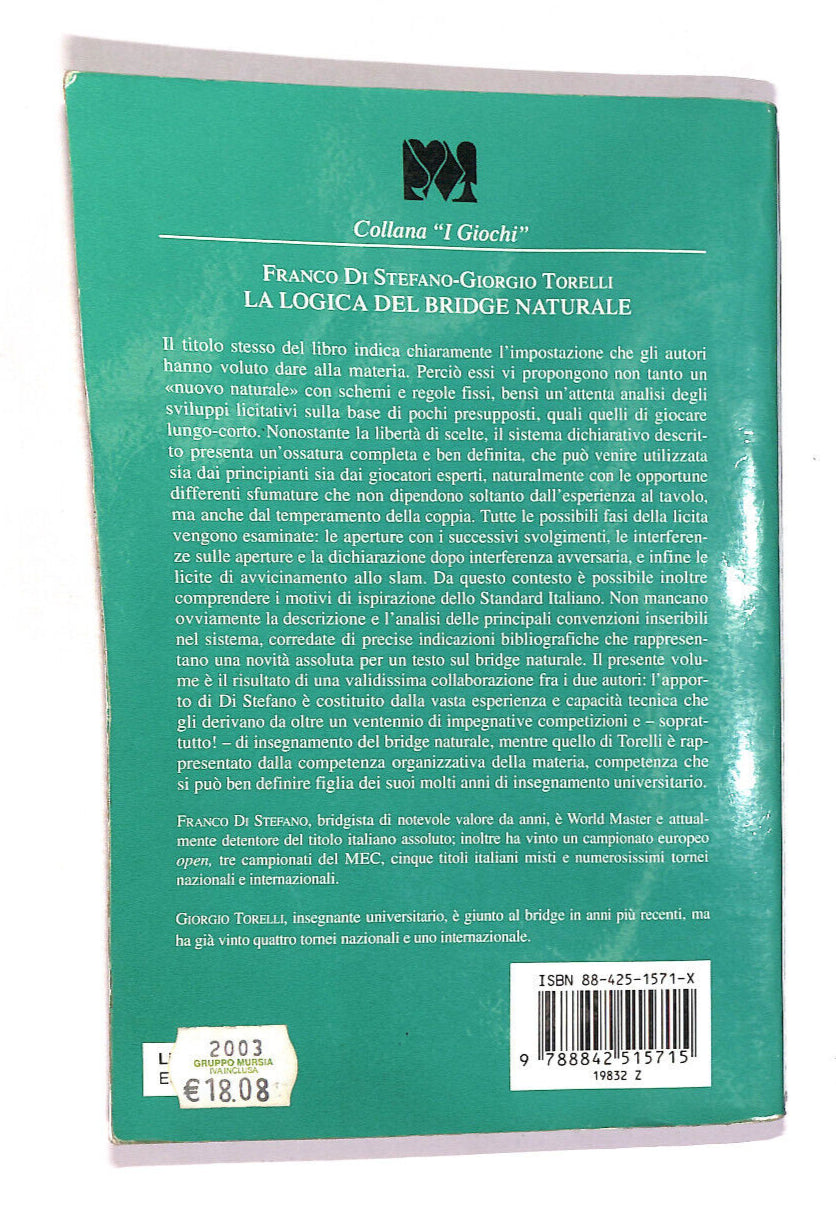 Collana "I Giochi"
FRANCO DI STEFANO-GIORGIO TORELLI
LA LOGICA DEL BRIDGE NATURALE
Il titolo stesso del libro indica chiaramente l'impostazione che gli autori
hanno voluto dare alla materia. Perciò essi vi propongono non tanto un
«nuovo naturale» con schemi e regole fissi, bensì un'attenta analisi degli
sviluppi licitativi sulla base di pochi presupposti, quali quelli di giocare
lungo-corto. Nonostante la libertà di scelte, il sistema dichiarativo descrit-
to presenta un'ossatura completa e ben definita, che può venire utilizzata
sia dai principianti sia dai giocatori esperti, naturalmente con le opportune
differenti sfumature che non dipendono soltanto dall'esperienza al tavolo,
ma anche dal temperamento della coppia. Tutte le possibili fasi della licita
vengono esaminate: le aperture con i successivi svolgimenti, le interferen-
ze sulle aperture e la dichiarazione dopo interferenza avversaria, e infine le
licite di avvicinamento allo slam. Da questo contesto è possibile inoltre
comprendere i motivi di ispirazione dello Standard Italiano. Non mancano
ovviamente la descrizione e l'analisi delle principali convenzioni inseribili
nel sistema, corredate di precise indicazioni bibliografiche che rappresen-
tano una novità assoluta per un testo sul bridge naturale. Il presente volu-
me è il risultato di una validissima collaborazione fra i due autori: l'appor-
to di Di Stefano è costituito dalla vasta esperienza e capacità tecnica che
gli derivano da oltre un ventennio di impegnative competizioni e – soprat-
tutto! – di insegnamento del bridge naturale, mentre quello di Torelli è rap-
presentato dalla competenza organizzativa della materia, competenza che
si può ben definire figlia dei suoi molti anni di insegnamento universitario.
FRANCO DI STEFANO, bridgista di notevole valore da anni, è World Master e attual-
mente detentore del titolo italiano assoluto; inoltre ha vinto un campionato europeo
open, tre campionati del MEC, cinque titoli italiani misti e numerosissimi tornei
nazionali e internazionali.
GIORGIO TORELLI, insegnante universitario, è giunto al bridge in anni più recenti, ma
ha già vinto quattro tornei nazionali e uno internazionale.
ISBN 88-425-1571-X
9 788842 515715
19832 Z
2003
GRUPPO MURSIA
IVA INCLUSA
€18.08